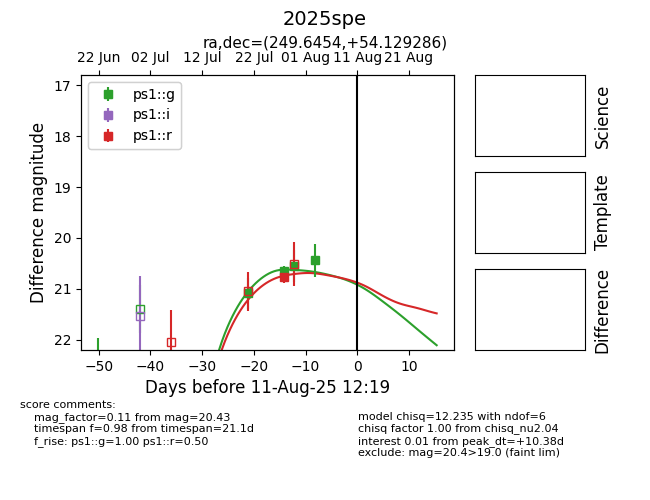 2025spe
ra,dec=(249.6454,+54.129286)
22 Jun 02 Jul 12 Jul 22 Jul 01 Aug 11 Aug 21 Aug
17
18
19
20
21
22
Difference magnitude
ps1::g
ps1::i
ps1::r
−50 −40 −30 −20 −10 0 10
Days before 11-Aug-25 12:19
Science
Template
Difference
score comments:
mag_factor=0.11 from mag=20.43
timespan f=0.98 from timespan=21.1d
f_rise: ps1::g=1.00 ps1::r=0.50
model chisq=12.235 with ndof=6
chisq factor 1.00 from chisq_nu2.04
interest 0.01 from peak_dt=+10.38d
exclude: mag=20.4>19.0 (faint lim)